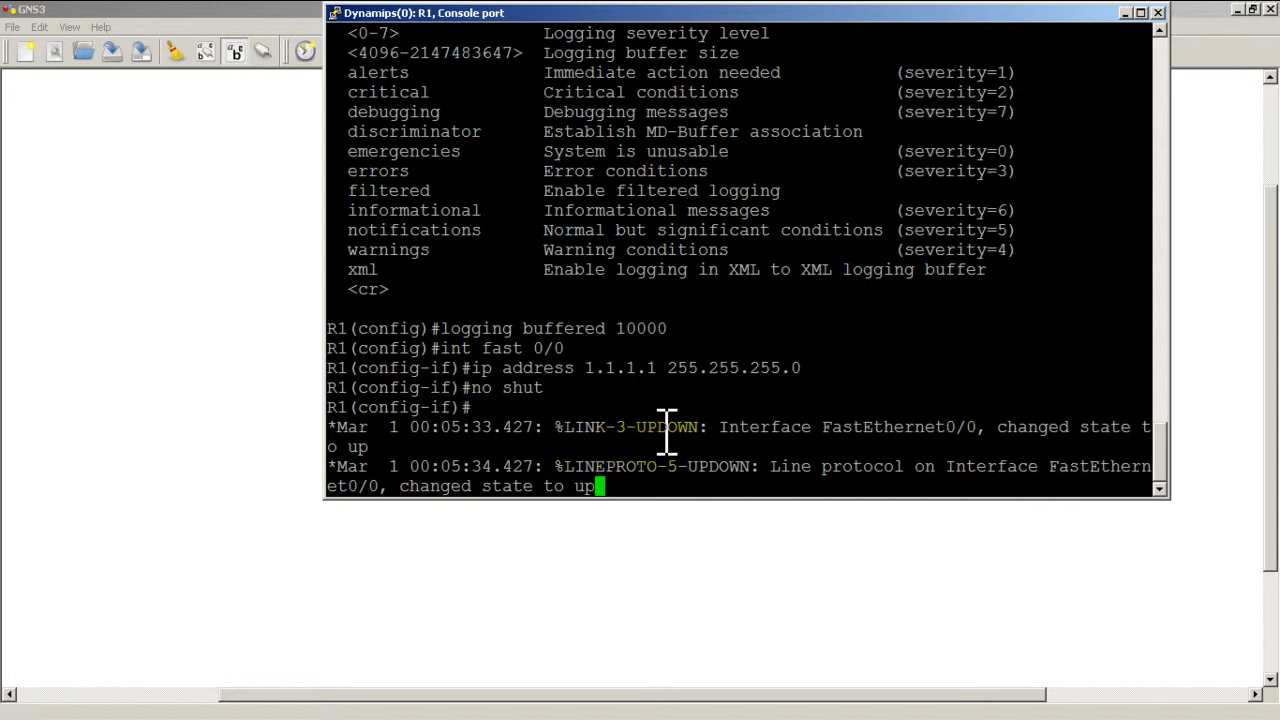 GNS3
File Edit View Help
Dynamips(0): R1, Console port
<0-7> Logging severity level
<4096-2147483647> Logging buffer size
alerts Immediate action needed (severity=1)
critical Critical conditions (severity=2)
debugging Debugging messages (severity=7)
discriminator Establish MD-Buffer association
emergencies System is unusable (severity=0)
errors Error conditions (severity=3)
filtered Enable filtered logging
informational Informational messages (severity=6)
notifications Normal but significant conditions (severity=5)
warnings Warning conditions (severity=4)
xml Enable logging in XML to XML logging buffer
<cr>
R1(config)#logging buffered 10000
R1(config)#int fast 0/0
R1(config-if)#ip address 1.1.1.1 255.255.255.0
R1(config-if)#no shut
R1(config-if)#
*Mar 1 00:05:33.427: %LINK-3-UPDOWN: Interface FastEthernet0/0, changed state t
o up
*Mar 1 00:05:34.427: %LINEPROTO-5-UPDOWN: Line protocol on Interface FastEthern
et0/0, changed state to up